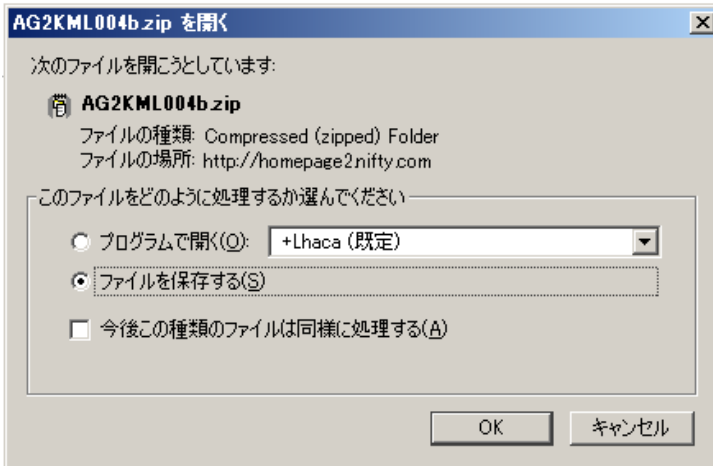 AG2KML004b.zip を開く
次のファイルを開こうとしています:
AG2KML004b.zip
ファイルの種類: Compressed (zipped) Folder
ファイルの場所: http://homepage2.nifty.com
このファイルをどのように処理するか選んでください
プログラムで開く(O): +Lhaca (既定)
ファイルを保存する(S)
今後この種類のファイルは同様に処理する(A)
OK キャンセル